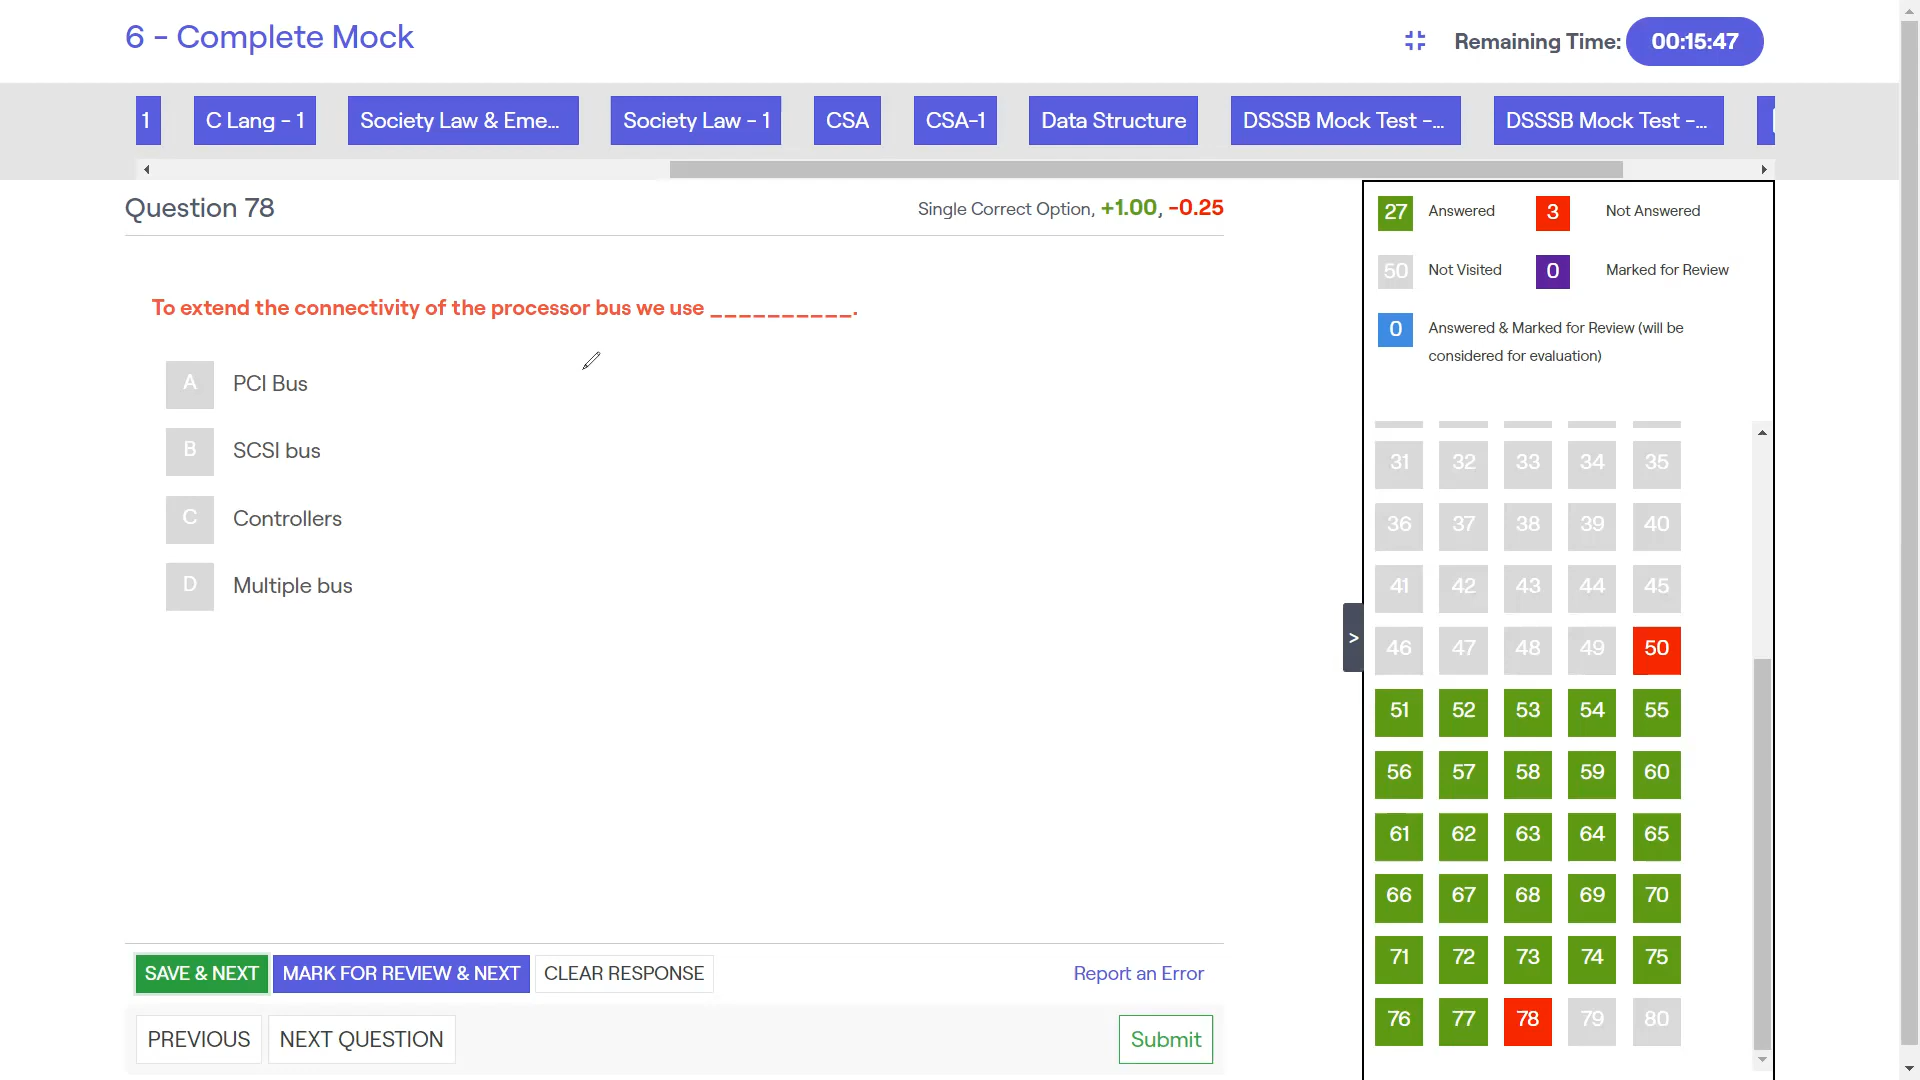 6 - Complete Mock
Remaining Time: 00:15:47
1
C Lang - 1
Society Law & Eme...
Society Law - 1
CSA
CSA-1
Data Structure
DSSSB Mock Test -...
DSSSB Mock Test -...
Question 78
Single Correct Option, +1.00, -0.25
To extend the connectivity of the processor bus we use __________.
A PCI Bus
B SCSI bus
C Controllers
D Multiple bus
SAVE & NEXT
MARK FOR REVIEW & NEXT
CLEAR RESPONSE
Report an Error
PREVIOUS
NEXT QUESTION
Submit
27 Answered
3 Not Answered
50 Not Visited
0 Marked for Review
0 Answered & Marked for Review (will be
considered for evaluation)
>
31 32 33 34 35
36 37 38 39 40
41 42 43 44 45
46 47 48 49 50
51 52 53 54 55
56 57 58 59 60
61 62 63 64 65
66 67 68 69 70
71 72 73 74 75
76 77 78 79 80